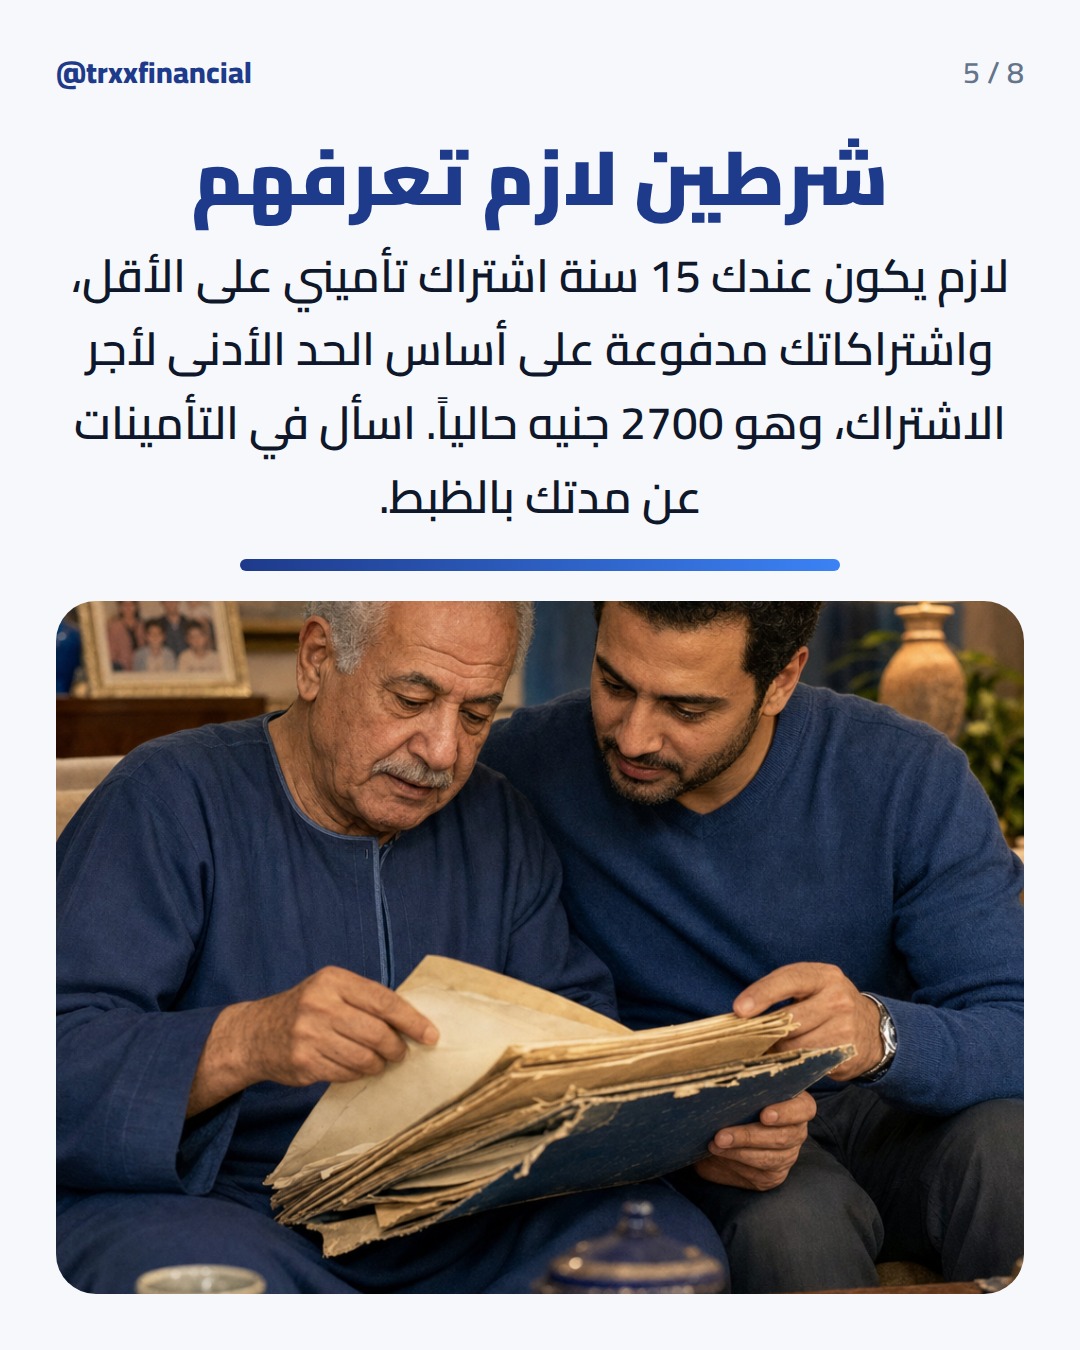 @trxxfinancial
5 / 8
شرطين لازم تعرفهم
لازم يكون عندك 15 سنة اشتراك تأميني على الأقل،
واشتراكاتك مدفوعة على أساس الحد الأدنى لأجر
الاشتراك، وهو 2700 جنيه حالياً. اسأل في التأمينات
عن مدتك بالظبط.